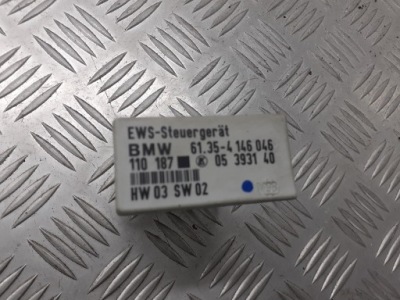 EWS-Steuergerät
BMW 61.35-4 146 046
110 187 K 05 3931 40
HW 03 SW 02